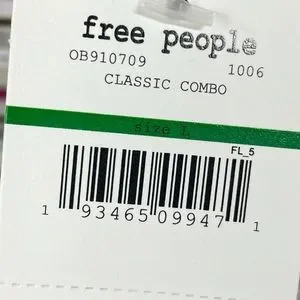 free people
OB910709 1006
CLASSIC COMBO
size L
FL_5
1 93465 09947 1